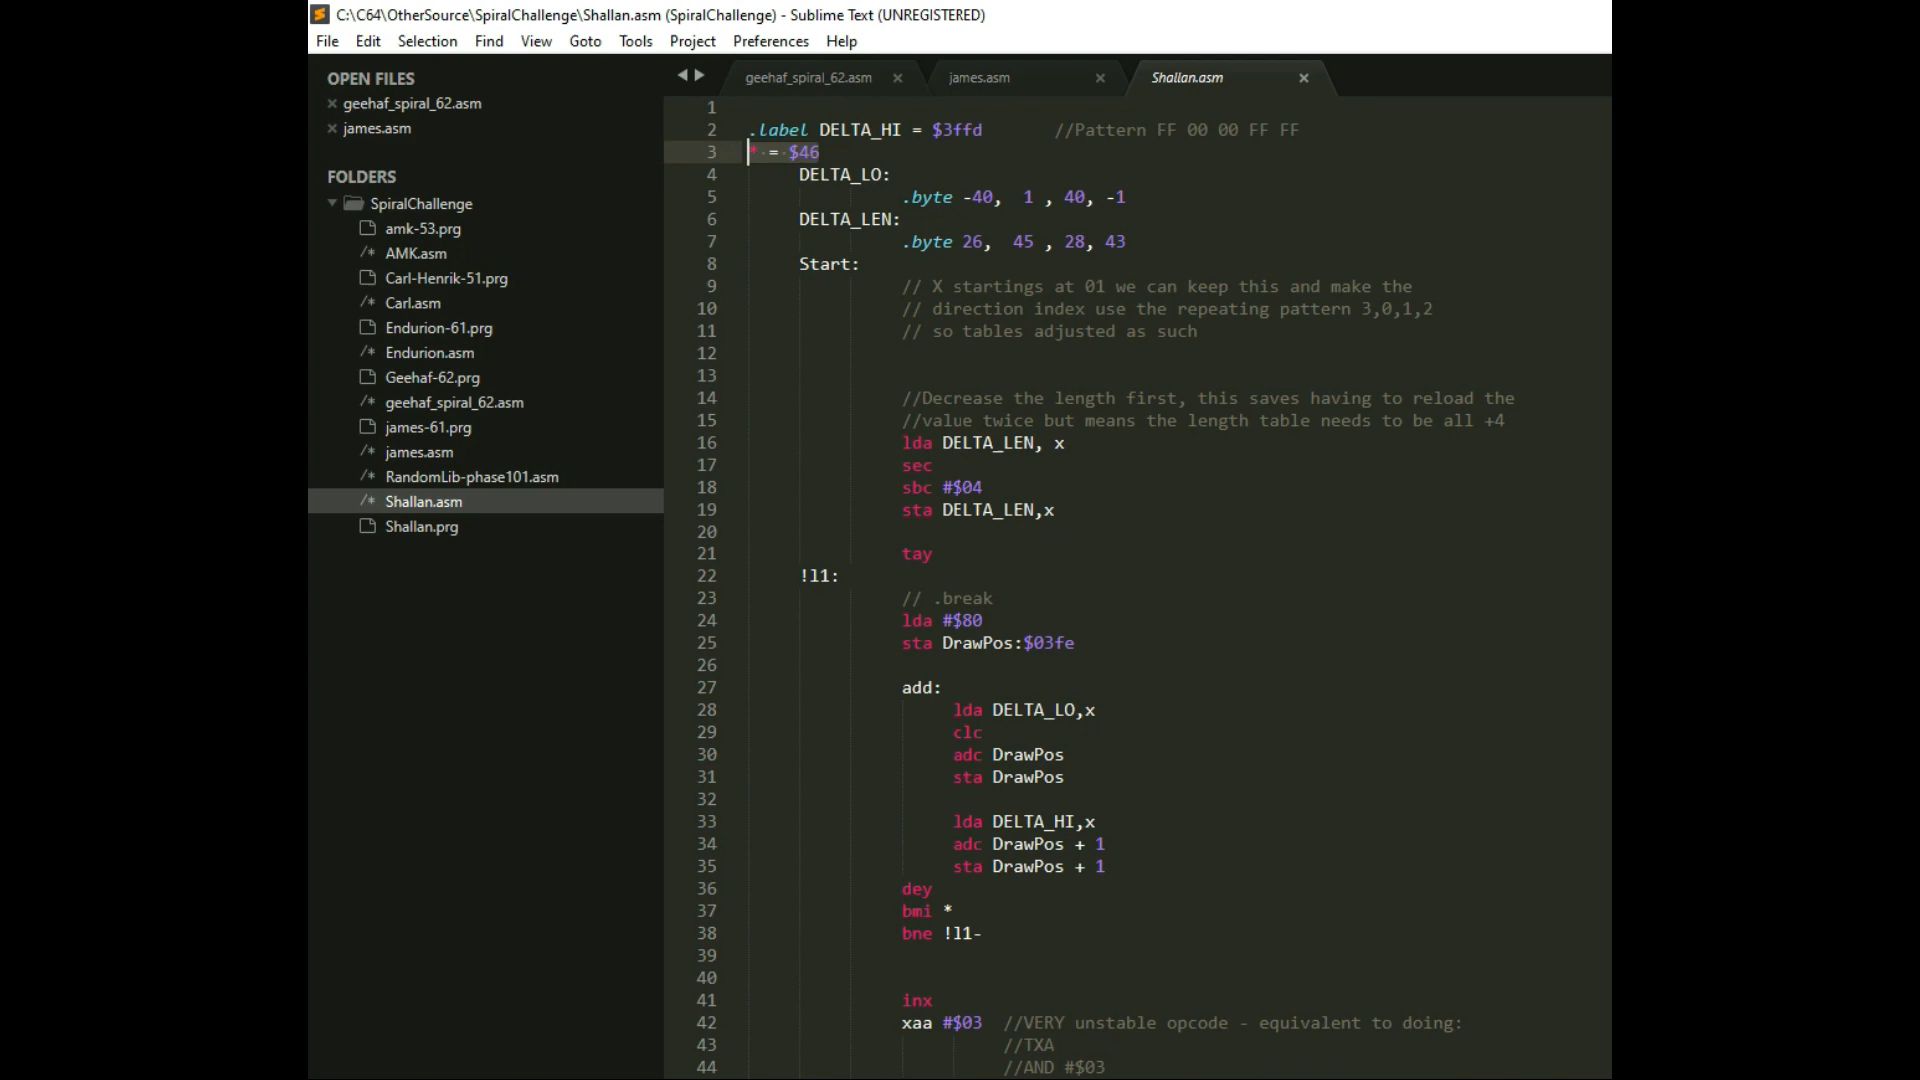 C:\C64\OtherSource\SpiralChallenge\Shallan.asm (SpiralChallenge) - Sublime Text (UNREGISTERED)
File Edit Selection Find View Goto Tools Project Preferences Help
OPEN FILES
geehaf_spiral_62.asm
james.asm
FOLDERS
SpiralChallenge
amk-53.prg
/* AMK.asm
Carl-Henrik-51.prg
/* Carl.asm
Endurion-61.prg
/* Endurion.asm
Geehaf-62.prg
/* geehaf_spiral_62.asm
james-61.prg
/* james.asm
/* RandomLib-phase101.asm
/* Shallan.asm
Shallan.prg
geehaf_spiral_62.asm james.asm Shallan.asm
1
2 .label DELTA_HI = $3ffd //Pattern FF 00 00 FF FF
3 * = $46
4 DELTA_LO:
5 .byte -40, 1 , 40, -1
6 DELTA_LEN:
7 .byte 26, 45 , 28, 43
8 Start:
9 // X startings at 01 we can keep this and make the
10 // direction index use the repeating pattern 3,0,1,2
11 // so tables adjusted as such
12
13
14 //Decrease the length first, this saves having to reload the
15 //value twice but means the length table needs to be all +4
16 lda DELTA_LEN, x
17 sec
18 sbc #$04
19 sta DELTA_LEN,x
20
21 tay
22 !l1:
23 // .break
24 lda #$80
25 sta DrawPos:$03fe
26
27 add:
28 lda DELTA_LO,x
29 clc
30 adc DrawPos
31 sta DrawPos
32
33 lda DELTA_HI,x
34 adc DrawPos + 1
35 sta DrawPos + 1
36 dey
37 bmi *
38 bne !l1-
39
40
41 inx
42 xaa #$03 //VERY unstable opcode - equivalent to doing:
43 //TXA
44 //AND #$03